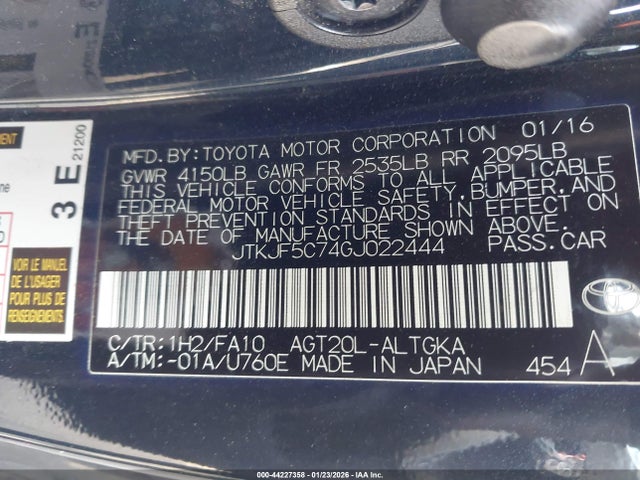 MFD.BY:TOYOTA MOTOR CORPORATION 01/16
GVWR 4150LB GAWR FR 2535LB RR 2095LB
THIS VEHICLE CONFORMS TO ALL APPLICABLE
FEDERAL MOTOR VEHICLE SAFETY,BUMPER,AND
THEFT PREVENTION STANDARDS IN EFFECT ON
THE DATE OF MANUFACTURE SHOWN ABOVE.
JTKJF5C74GJ022444 PASS.CAR
C/TR:1H2/FA10 AGT20L-ALTGKA
A/TM:-01A/U760E MADE IN JAPAN 454 A
3 E 21200
VOIR LE MANUEL
DE L'USAGER
POUR PLUS DE
RENSEIGNEMENTS
000-44227358 - 01/23/2026 - IAA